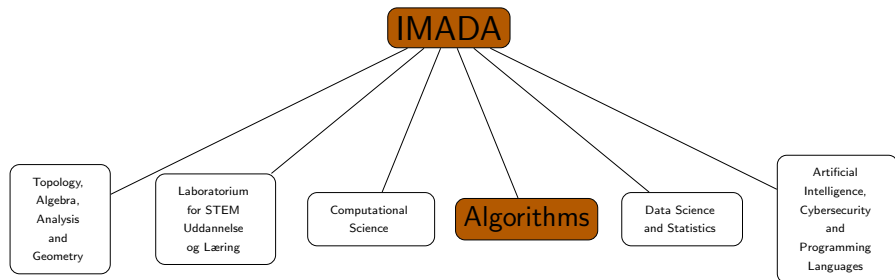 IMADA
Topology,
Algebra,
Analysis
and
Geometry
Laboratorium
for STEM
Uddannelse
og Læring
Computational
Science
Algorithms
Data Science
and Statistics
Artificial
Intelligence,
Cybersecurity
and
Programming
Languages